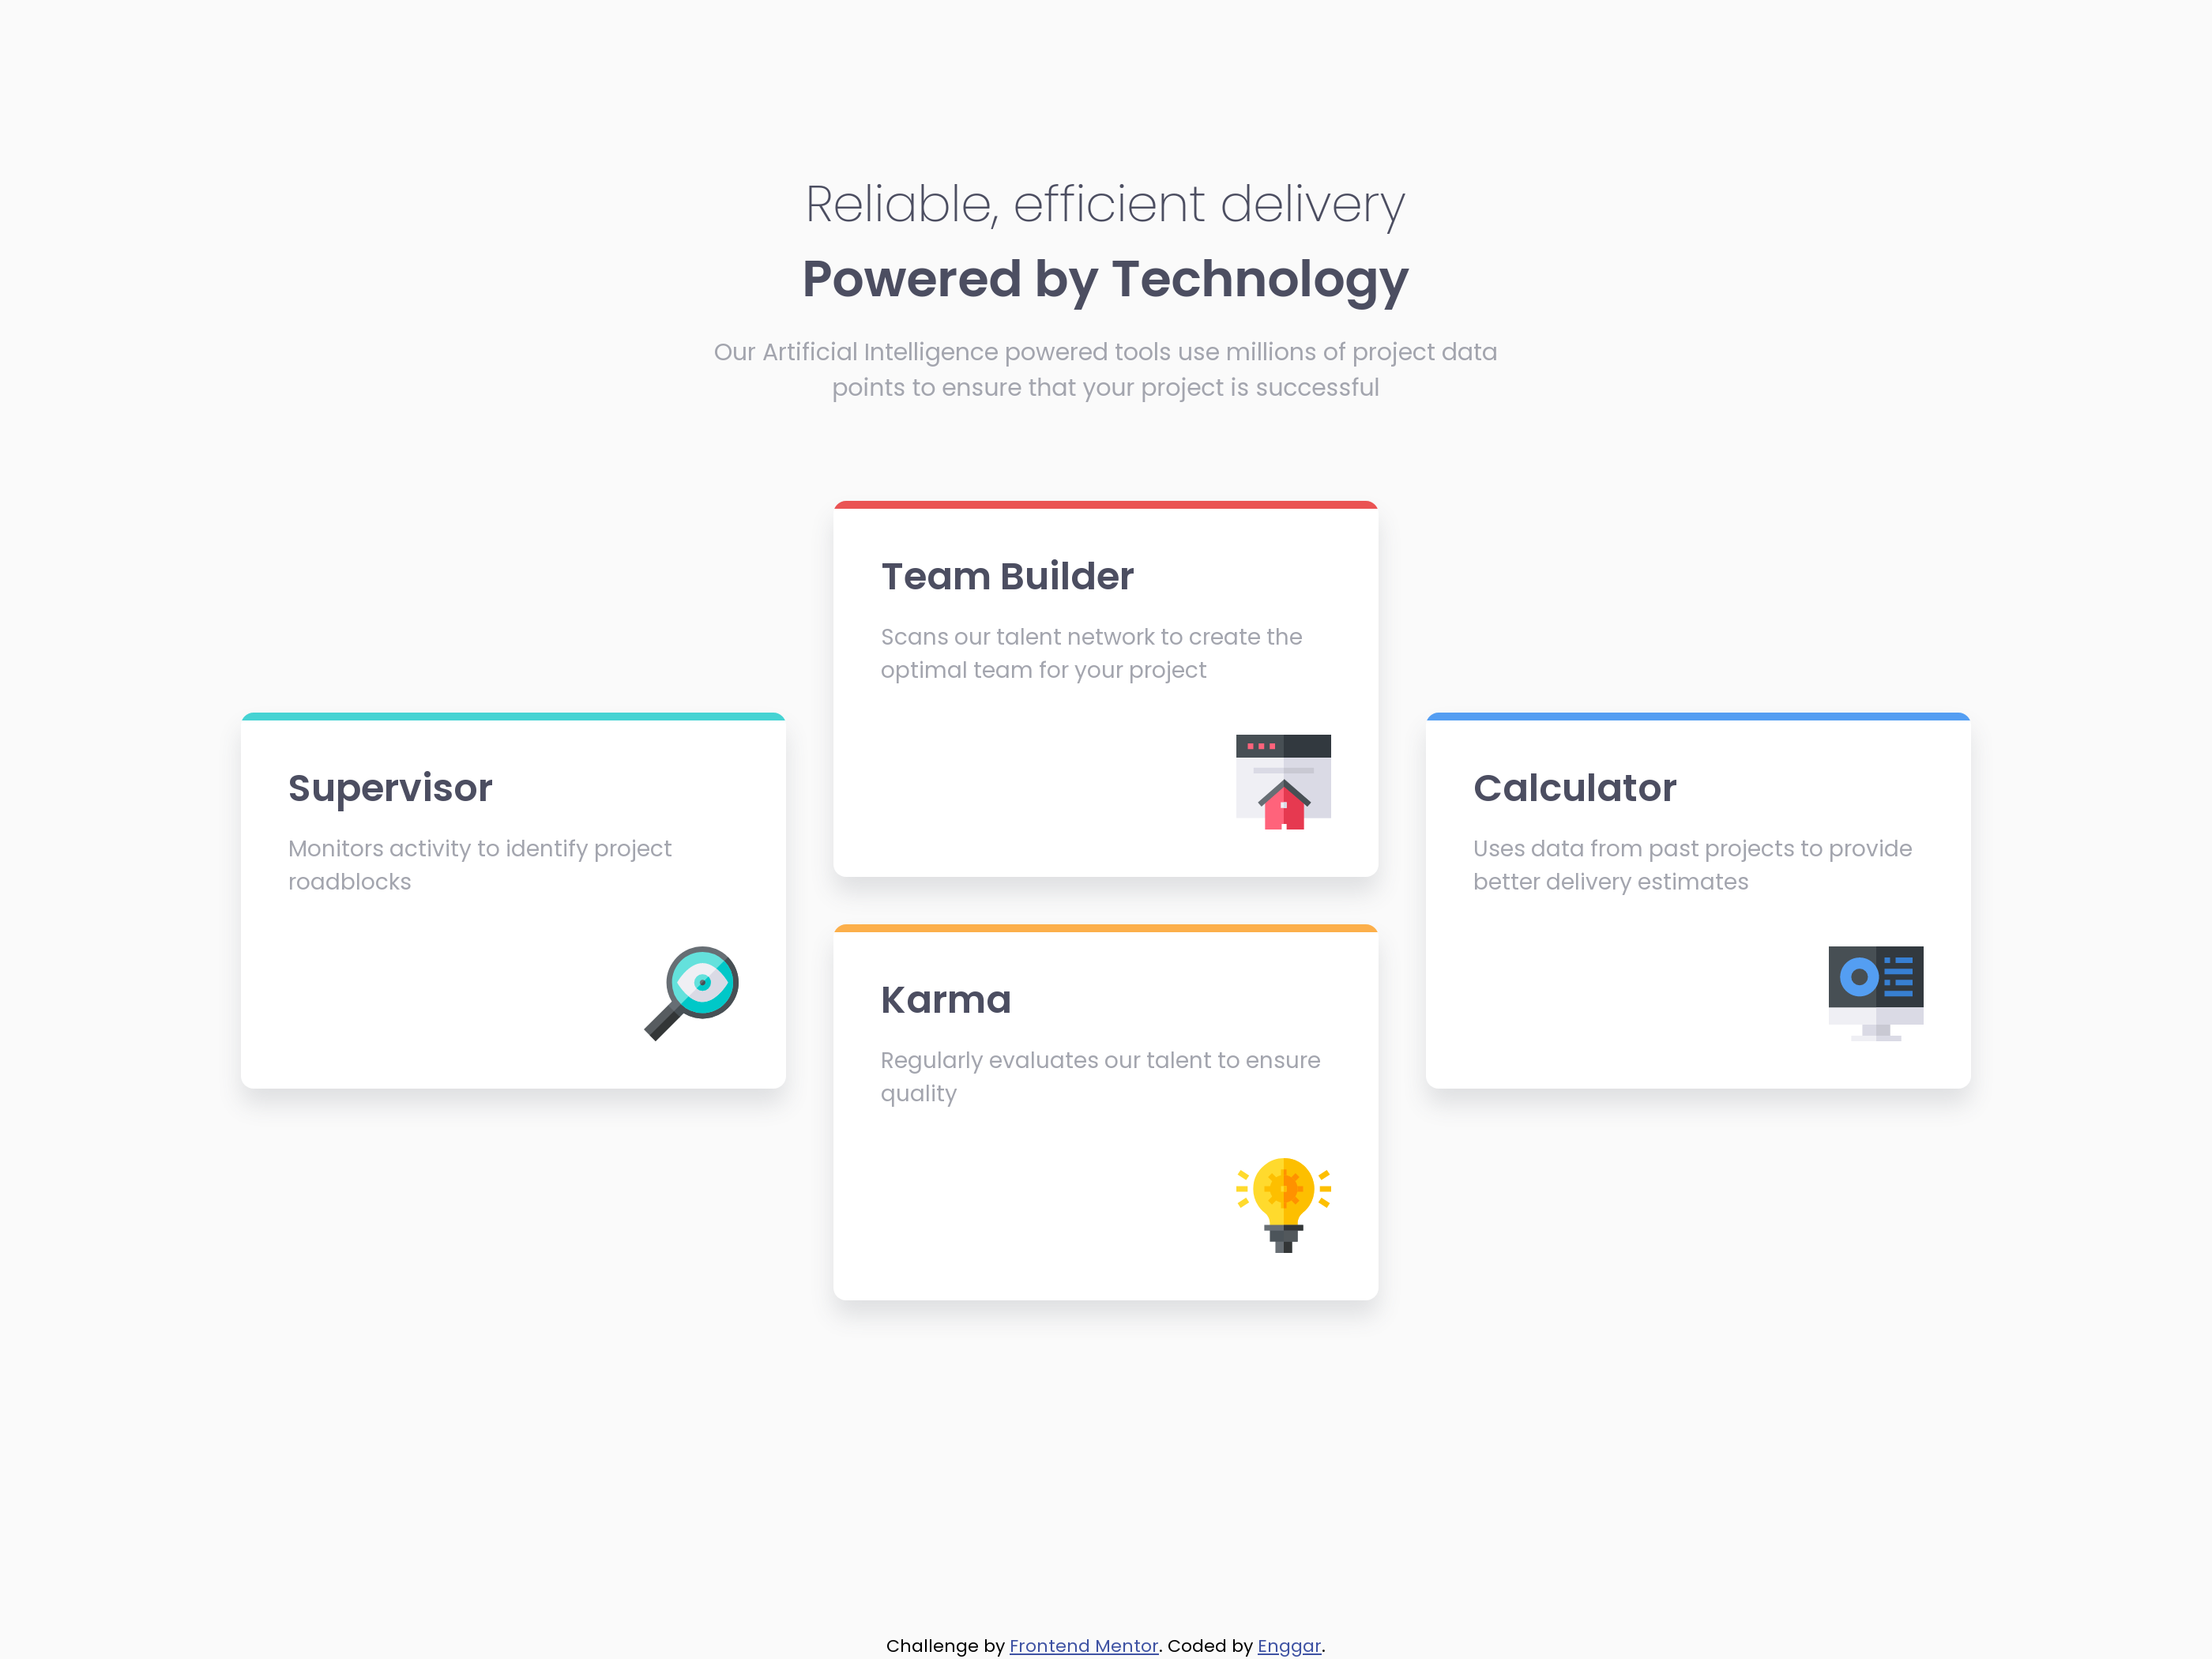 Reliable, efficient delivery
Powered by Technology
Our Artificial Intelligence powered tools use millions of project data
points to ensure that your project is successful
Supervisor
Monitors activity to identify project
roadblocks
Team Builder
Scans our talent network to create the
optimal team for your project
Karma
Regularly evaluates our talent to ensure
quality
Calculator
Uses data from past projects to provide
better delivery estimates
Challenge by Frontend Mentor. Coded by Enggar.